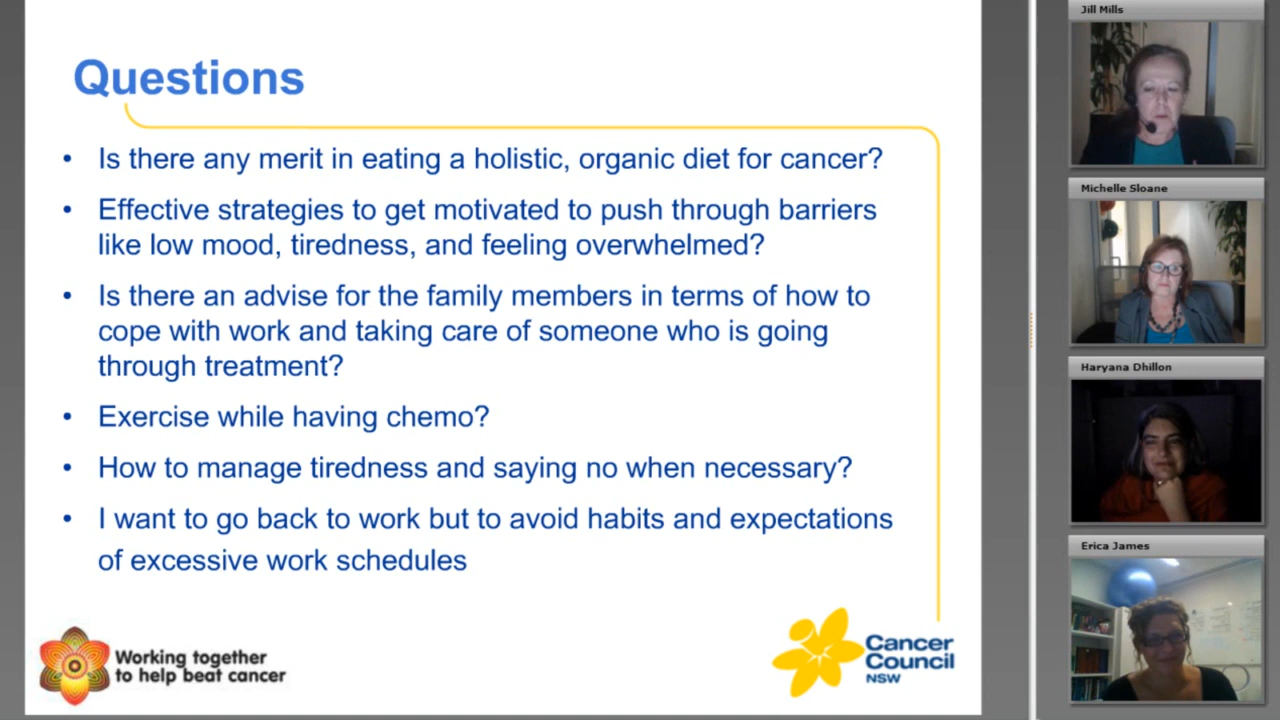 Questions
• Is there any merit in eating a holistic, organic diet for cancer?
• Effective strategies to get motivated to push through barriers
like low mood, tiredness, and feeling overwhelmed?
• Is there an advise for the family members in terms of how to
cope with work and taking care of someone who is going
through treatment?
• Exercise while having chemo?
• How to manage tiredness and saying no when necessary?
• I want to go back to work but to avoid habits and expectations
of excessive work schedules
Working together
to help beat cancer
Cancer
Council
NSW
Jill Mills
Michelle Sloane
Haryana Dhillon
Erica James